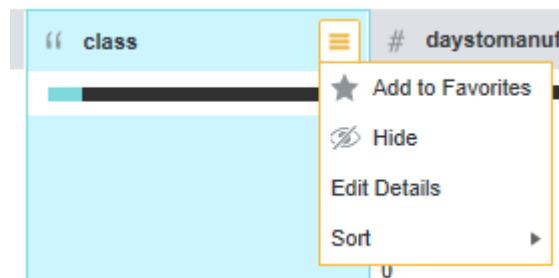 “ class
# daystomanuf
Add to Favorites
Hide
Edit Details
Sort
0